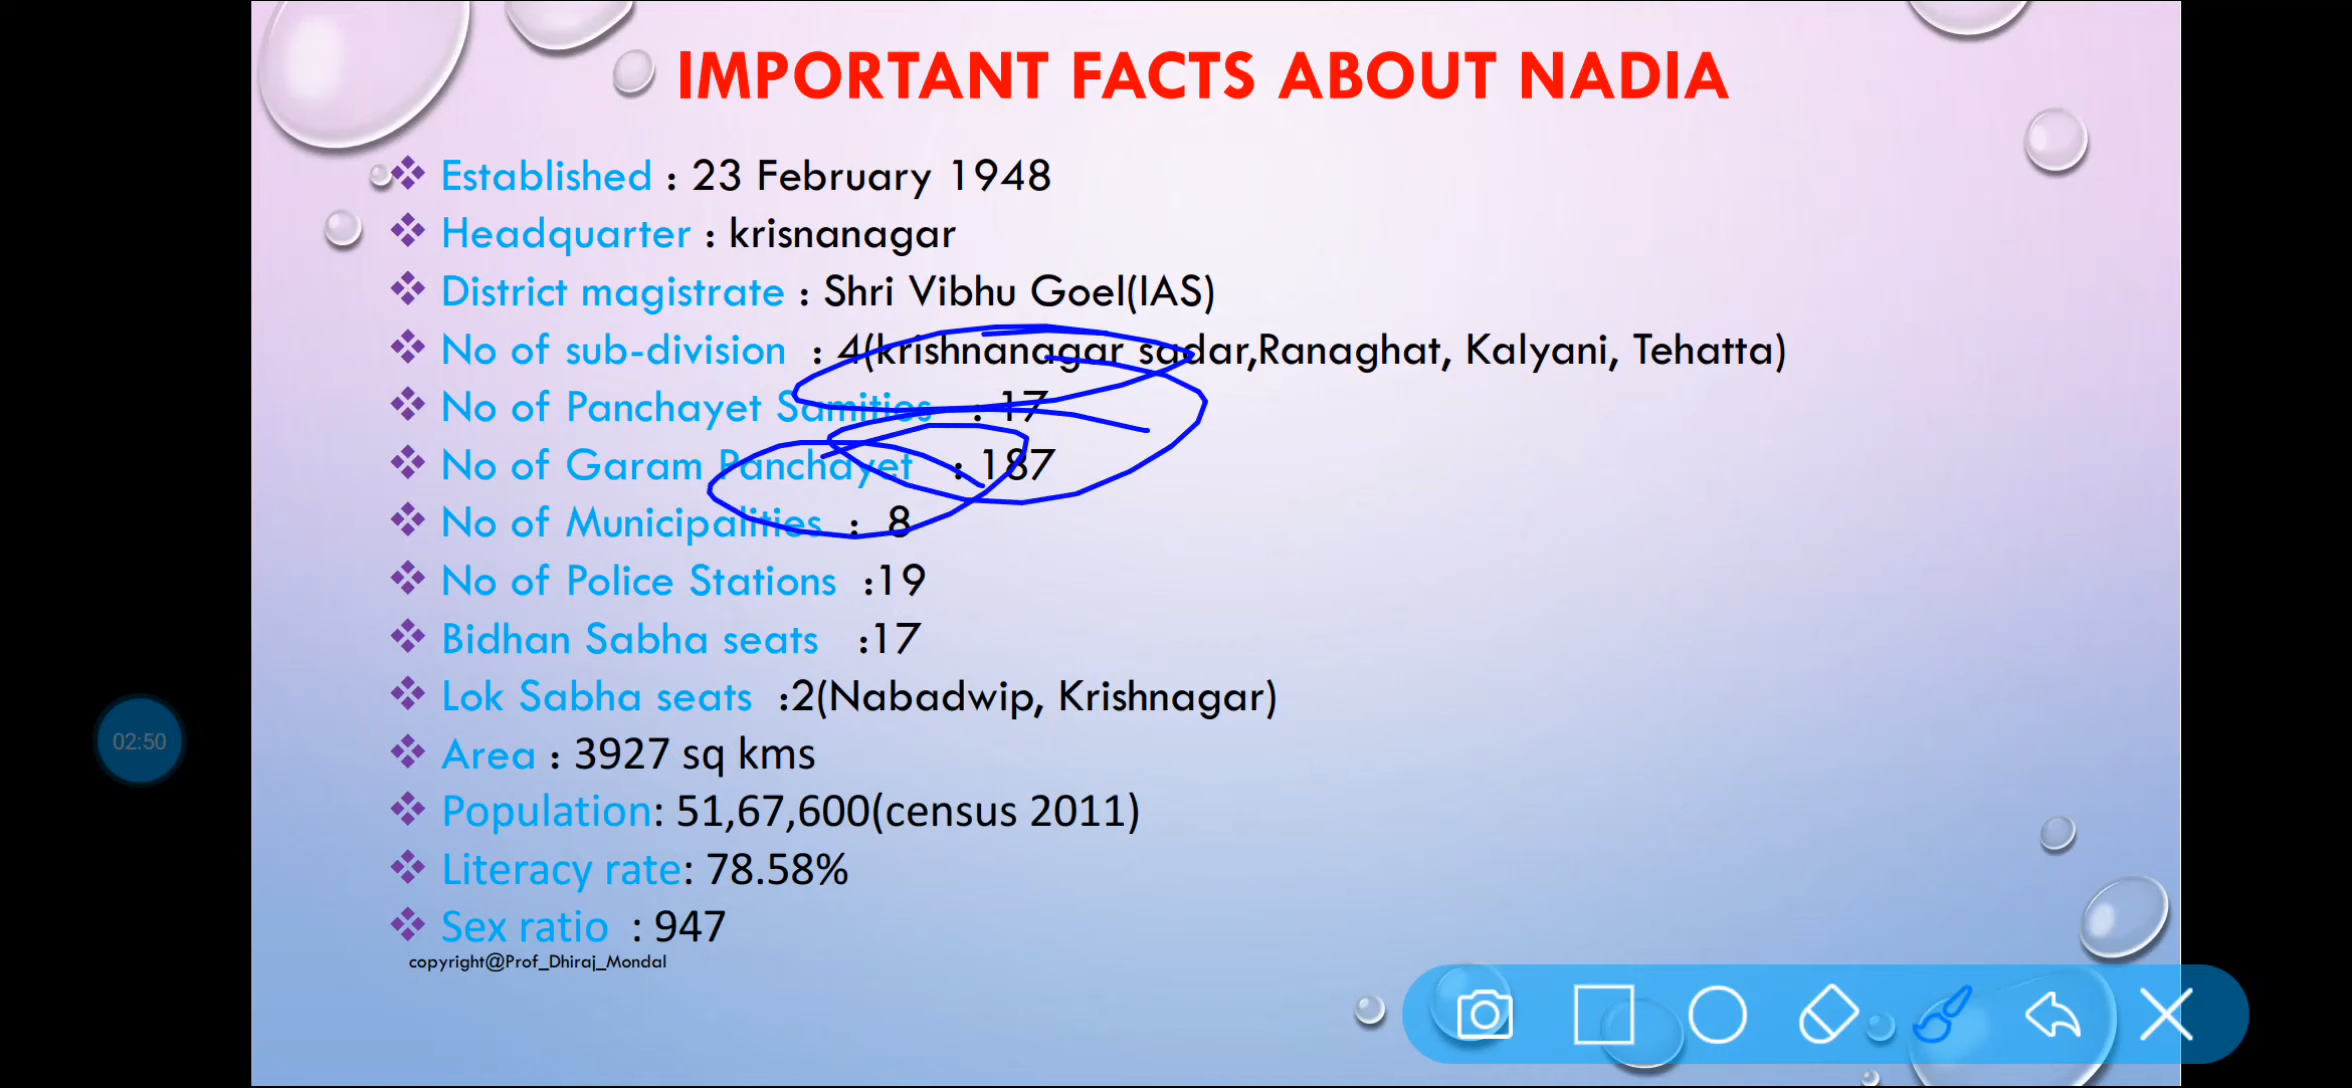 IMPORTANT FACTS ABOUT NADIA
Established : 23 February 1948
Headquarter : krisnanagar
District magistrate : Shri Vibhu Goel(IAS)
No of sub-division : 4(krishnanagar sadar,Ranaghat, Kalyani, Tehatta)
No of Panchayet Samities : 17
No of Garam Panchayet : 187
No of Municipalities : 8
No of Police Stations :19
Bidhan Sabha seats :17
Lok Sabha seats :2(Nabadwip, Krishnagar)
Area : 3927 sq kms
Population: 51,67,600(census 2011)
Literacy rate: 78.58%
Sex ratio : 947
copyright@Prof_Dhiraj_Mondal
02:50